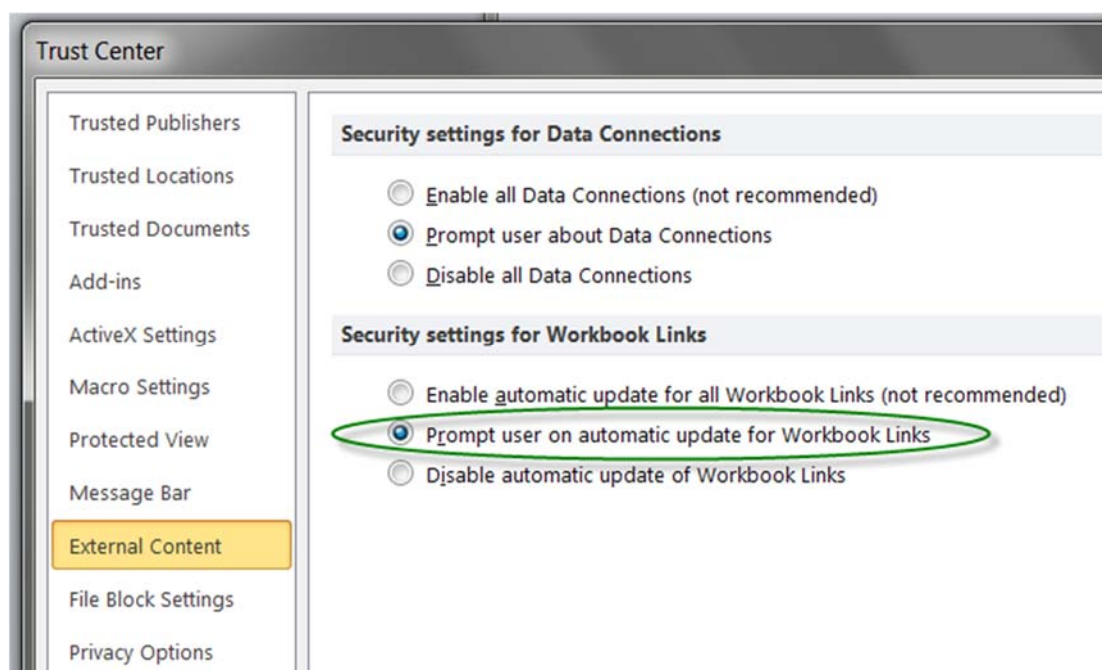 Trust Center
Trusted Publishers
Trusted Locations
Trusted Documents
Add-ins
ActiveX Settings
Macro Settings
Protected View
Message Bar
External Content
File Block Settings
Privacy Options
Security settings for Data Connections
Enable all Data Connections (not recommended)
Prompt user about Data Connections
Disable all Data Connections
Security settings for Workbook Links
Enable automatic update for all Workbook Links (not recommended)
Prompt user on automatic update for Workbook Links
Disable automatic update of Workbook Links